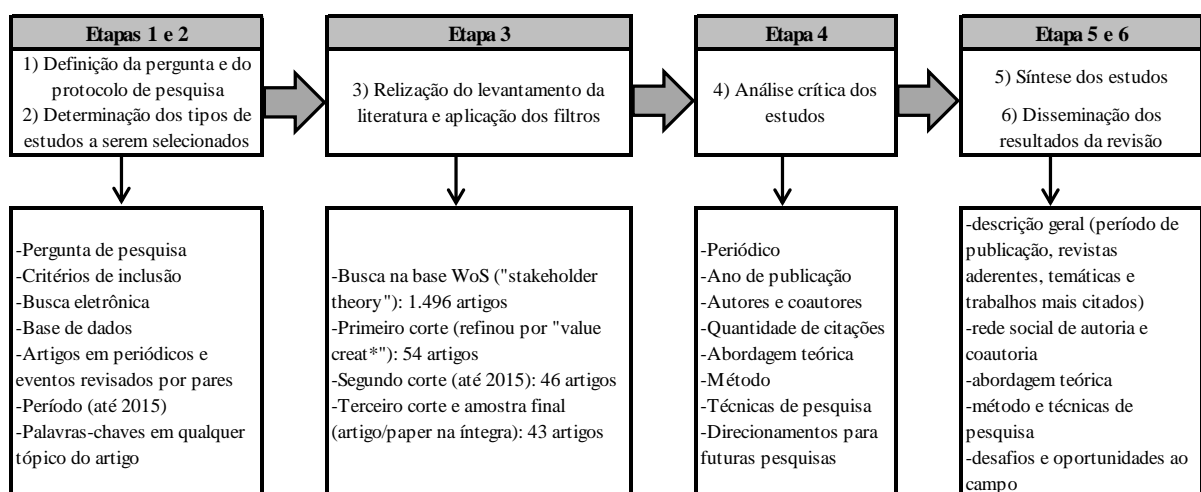 Etapas 1 e 2
1) Definição da pergunta e do
protocolo de pesquisa
2) Determinação dos tipos de
estudos a serem selecionados
Etapa 3
3) Relização do levantamento da
literatura e aplicação dos filtros
Etapa 4
4) Análise crítica dos
estudos
Etapa 5 e 6
5) Síntese dos estudos
6) Disseminação dos
resultados da revisão
-Pergunta de pesquisa
-Critérios de inclusão
-Busca eletrônica
-Base de dados
-Artigos em periódicos e
eventos revisados por pares
-Período (até 2015)
-Palavras-chaves em qualquer
tópico do artigo
-Busca na base WoS ("stakeholder
theory"): 1.496 artigos
-Primeiro corte (refinou por "value
creat*"): 54 artigos
-Segundo corte (até 2015): 46 artigos
-Terceiro corte e amostra final
(artigo/paper na íntegra): 43 artigos
-Periódico
-Ano de publicação
-Autores e coautores
-Quantidade de citações
-Abordagem teórica
-Método
-Técnicas de pesquisa
-Direcionamentos para
futuras pesquisas
-descrição geral (período de
publicação, revistas
aderentes, temáticas e
trabalhos mais citados)
-rede social de autoria e
coautoria
-abordagem teórica
-método e técnicas de
pesquisa
-desafios e oportunidades ao
campo